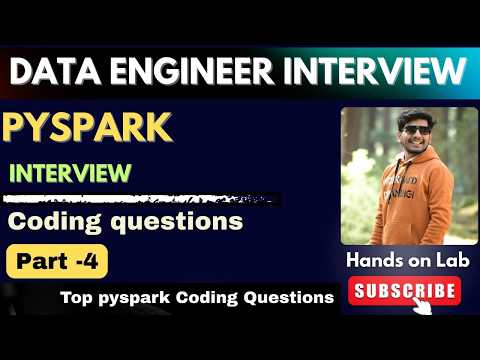 DATA ENGINEER INTERVIEW
PYSPARK
INTERVIEW
Coding questions
Part -4
Hands on Lab
Top pyspark Coding Questions
SUBSCRIBE